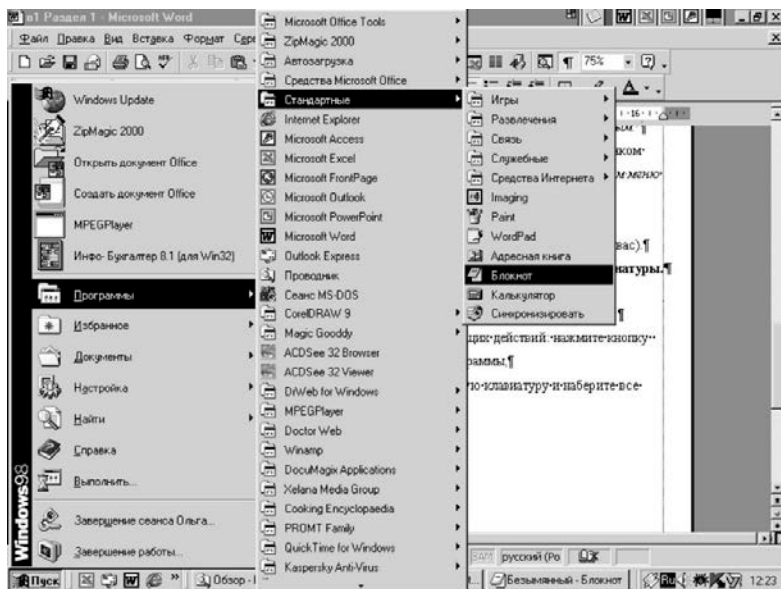 в1 Раздел 1 - Microsoft Word
Файл Правка Вид Вставка Формат
75%
Windows Update
ZipMagic 2000
Открыть документ Office
Создать документ Office
MPEGPlayer
Инфо-Бухгалтер 8.1 (для Win32)
Программы
Избранное
Документы
Настройка
Найти
Справка
Выполнить...
Завершение сеанса Ольга...
Завершение работы...
Windows98
Microsoft Office Tools
ZipMagic 2000
Автозагрузка
Средства Microsoft Office
Стандартные
Internet Explorer
Microsoft Access
Microsoft Excel
Microsoft FrontPage
Microsoft Outlook
Microsoft PowerPoint
Microsoft Word
Outlook Express
Проводник
Сеанс MS-DOS
CorelDRAW 9
Magic Gooddy
ACDSee 32 Browser
ACDSee 32 Viewer
DrWeb for Windows
MPEGPlayer
Doctor Web
Winamp
DocuMagix Applications
Xelana Media Group
Cooking Encyclopaedia
PROMT Family
QuickTime for Windows
Kaspersky Anti-Virus
Игры
Развлечения
Связь
Служебные
Средства Интернета
Imaging
Paint
WordPad
Адресная книга
Блокнот
Калькулятор
Синхронизировать
16
вас).¶
атуры.¶
щих·действий:·нажмите·кнопку··
раммы.¶
ую·клавиатуру·и·наберите·все·
ЗАМ русский (Ро
Пуск
Обзор -
Безымянный - Блокнот
Ru
12:23